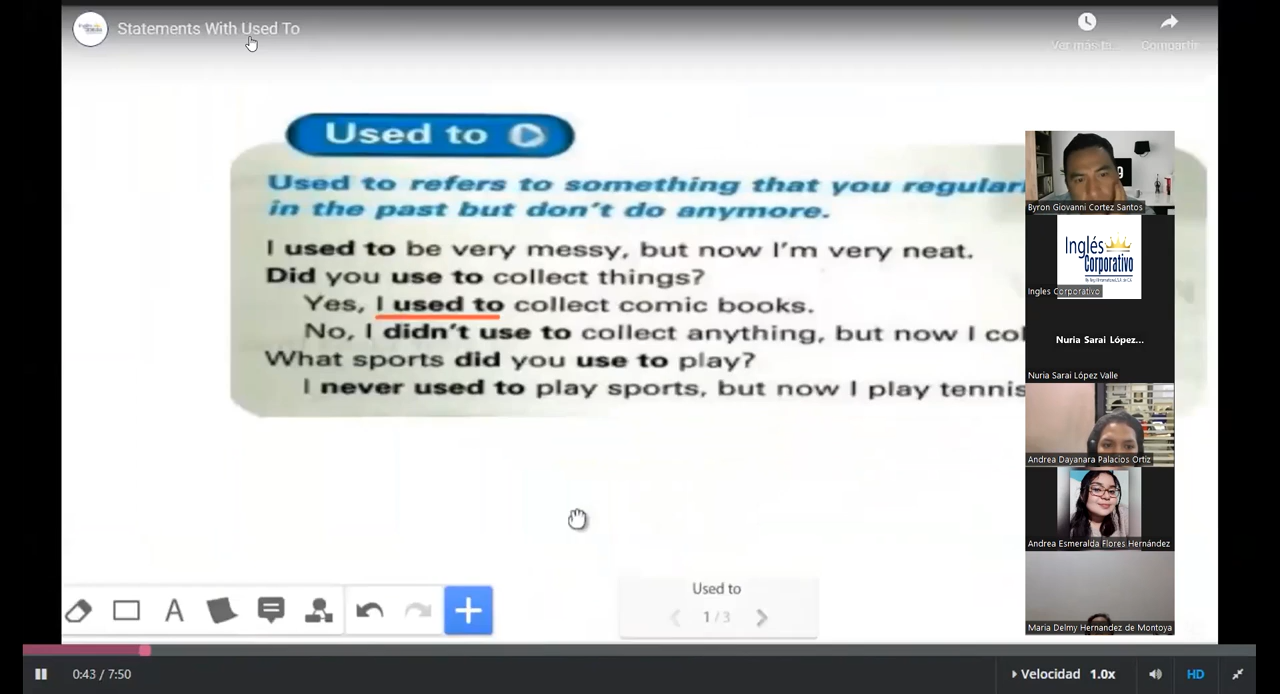 Statements With Used To
Ver más ta...
Compartir
Used to
Used to refers to something that you regularl
in the past but don't do anymore.
I used to be very messy, but now I'm very neat.
Did you use to collect things?
Yes, I used to collect comic books.
No, I didn't use to collect anything, but now I col
What sports did you use to play?
I never used to play sports, but now I play tennis
Byron Giovanni Cortez Santos
Inglés
Corporativo
Ingles Corporativo
Nuria Sarai López...
Nuria Sarai López Valle
Andrea Dayanara Palacios Ortiz
Andrea Esmeralda Flores Hernández
Maria Delmy Hernandez de Montoya
A
Used to
1 / 3
0:43 / 7:50
Velocidad 1.0x
HD